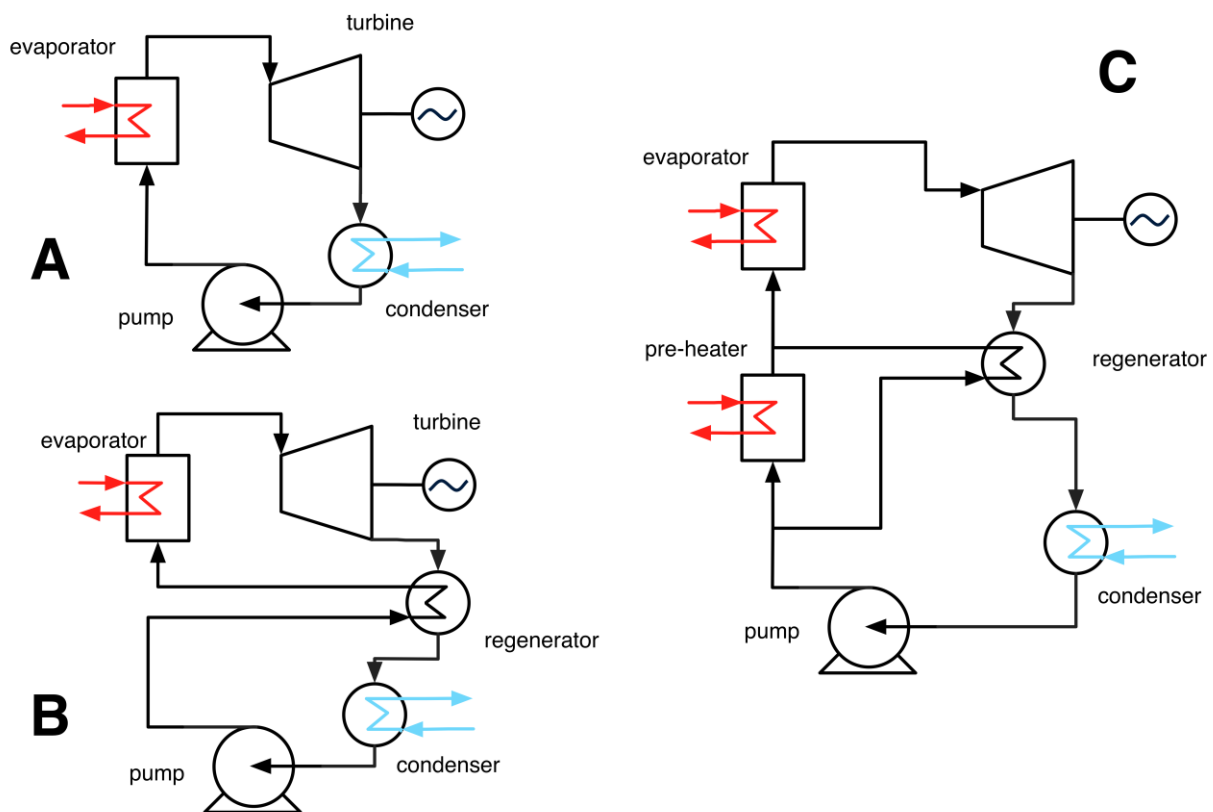 turbine
evaporator
A
pump
condenser
turbine
evaporator
regenerator
B
pump
condenser
C
evaporator
pre-heater
regenerator
condenser
pump